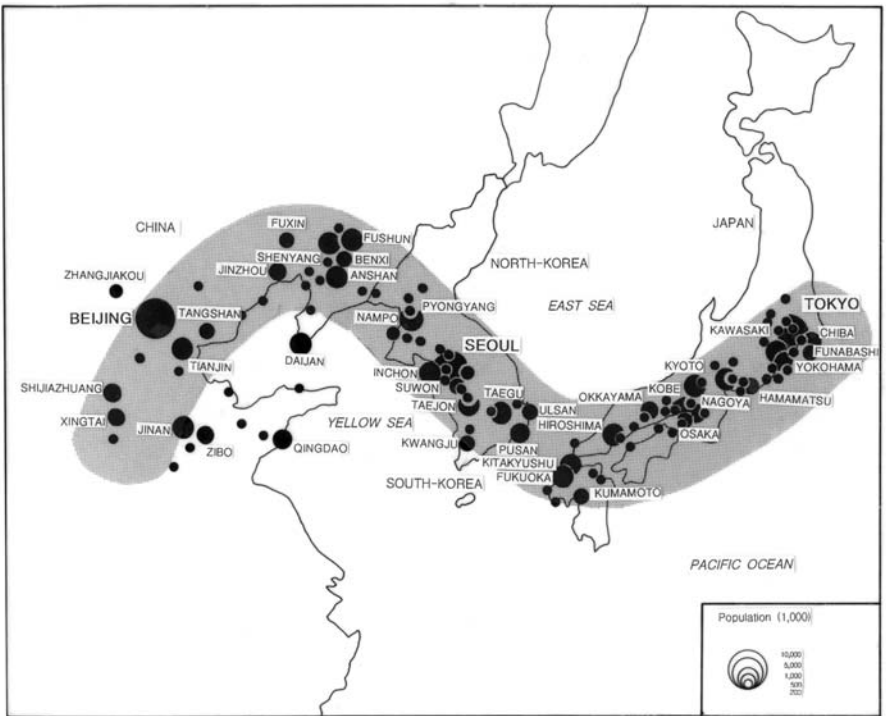 CHINA
FUXIN
FUSHUN
SHENYANG
BENXI
JINZHOU
ANSHAN
ZHANGJIAKOU
BEIJING
TANGSHAN
TIANJIN
DAIJAN
SHIJIAZHUANG
XINGTAI
JINAN
ZIBO
QINGDAO
YELLOW SEA
NORTH-KOREA
EAST SEA
PYONGYANG
NAMPO
SEOUL
INCHON
SUWON
TAEJON
TAEGU
ULSAN
KWANGJU
PUSAN
SOUTH-KOREA
JAPAN
TOKYO
KAWASAKI
CHIBA
FUNABASHI
YOKOHAMA
KYOTO
KOBE
OKKAYAMA
NAGOYA
HAMAMATSU
HIROSHIMA
OSAKA
KITAKYUSHU
FUKUOKA
KUMAMOTO
PACIFIC OCEAN
Population (1,000)
10,000
5,000
1,000
500
200